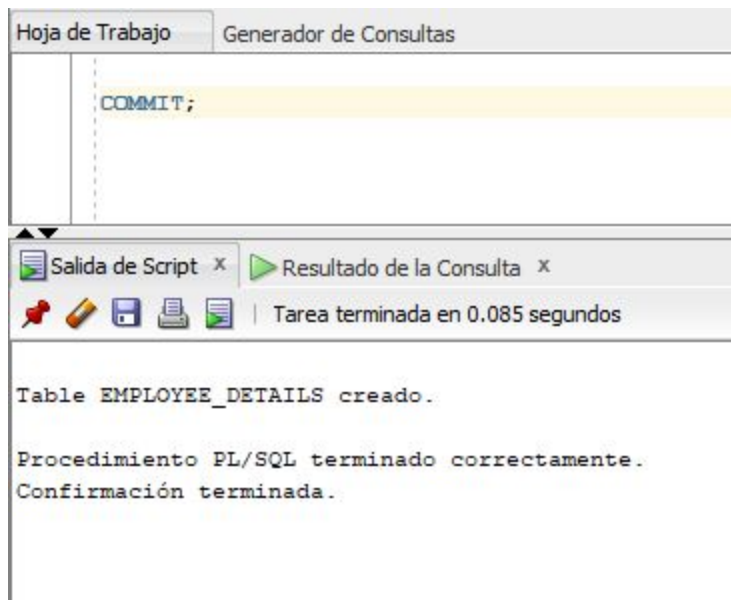 Hoja de Trabajo Generador de Consultas
COMMIT;
Salida de Script x Resultado de la Consulta x
| Tarea terminada en 0.085 segundos
Table EMPLOYEE_DETAILS creado.
Procedimiento PL/SQL terminado correctamente.
Confirmación terminada.